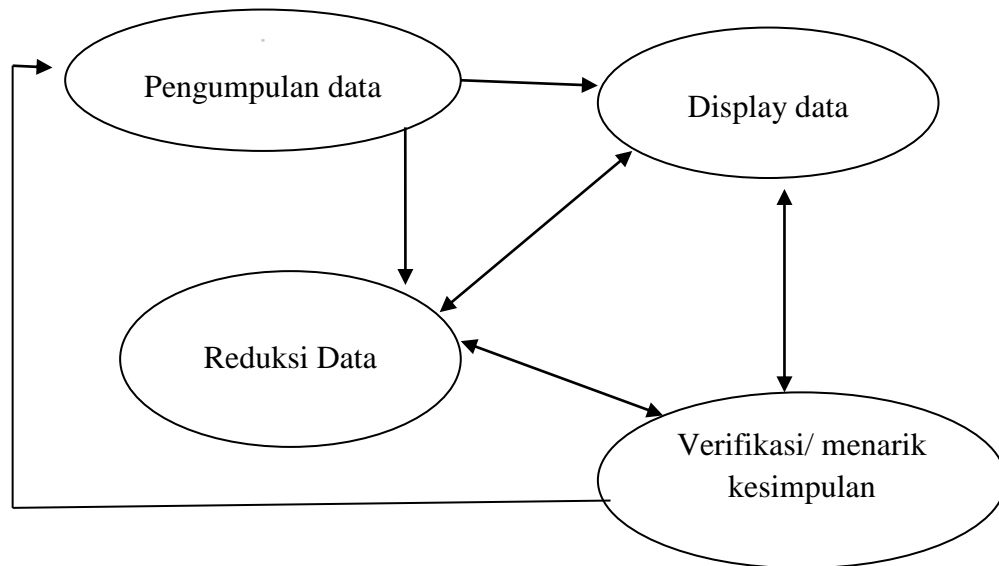 Pengumpulan data
Display data
Reduksi Data
Verifikasi/ menarik
kesimpulan